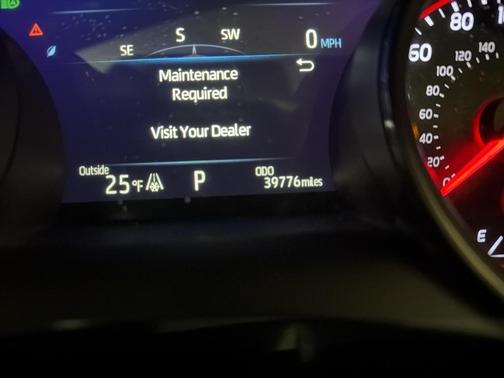 SE S SW
0 MPH
Maintenance
Required
Visit Your Dealer
Outside
25°F
P
ODO
39776 miles
80
60
100
120
140
80
60
40
20
0
E